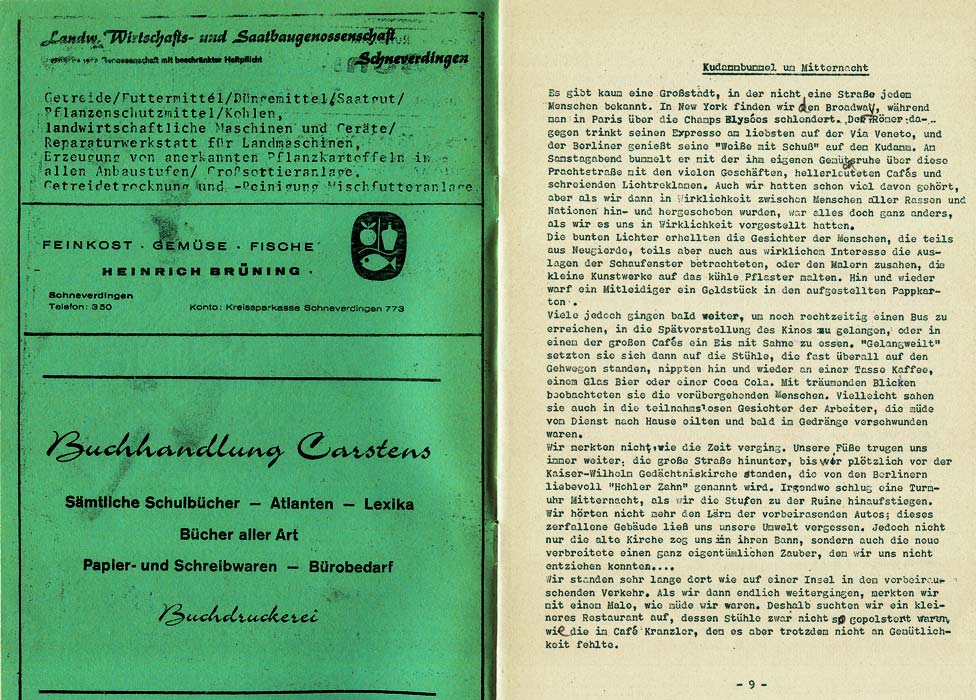 Landw. Wirtschafts- und Saatbaugenossenschaft
Genossenschaft mit beschränkter Haftpflicht
Schneverdingen
Getreide/Futtermittel/Düngemittel/Saatgut/
Pflanzenschutzmittel/Kohlen,
landwirtschaftliche Maschinen und Geräte/
Reparaturwerkstatt für Landmaschinen,
Erzeugung von anerkannten Pflanzkartoffeln in
allen Anbaustufen/ Großsortieranlage.
Getreidetrocknung und -Reinigung Mischfutteranlage
FEINKOST · GEMÜSE · FISCHE
HEINRICH BRÜNING ·
Schneverdingen
Telefon: 350 Konto: Kreissparkasse Schneverdingen 773
Buchhandlung Carstens
Sämtliche Schulbücher — Atlanten — Lexika
Bücher aller Art
Papier- und Schreibwaren — Bürobedarf
Buchdruckerei
Kudammbummel um Mitternacht
Es gibt kaum eine Großstadt, in der nicht eine Straße jedem
Menschen bekannt. In New York finden wir den Broadway, während
man in Paris über die Champs Elysées schlendert. Der Römer da-
gegen trinkt seinen Expresso am liebsten auf der Via Veneto, und
der Berliner genießt seine "Weiße mit Schuß" auf dem Kudamm. Am
Samstagabend bummelt er mit der ihm eigenen Gemütsruhe über diese
Prachtstraße mit den vielen Geschäften, hellerleuteten Cafés und
schreienden Lichtreklamen. Auch wir hatten schon viel davon gehört,
aber als wir dann in Wirklichkeit zwischen Menschen aller Rassen und
Nationen hin- und hergeschoben wurden, war alles doch ganz anders,
als wir es uns in Wirklichkeit vorgestellt hatten.
Die bunten Lichter erhellten die Gesichter der Menschen, die teils
aus Neugierde, teils aber auch aus wirklichem Interesse die Aus-
lagen der Schaufenster betrachteten, oder den Malern zusahen, die
kleine Kunstwerke auf das kühle Pflaster malten. Hin und wieder
warf ein Mitleidiger ein Geldstück in den aufgestellten Pappkar-
ton .
Viele jedoch gingen bald weiter, um noch rechtzeitig einen Bus zu
erreichen, in die Spätvorstellung des Kinos zu gelangen, oder in
einem der großen Cafés ein Eis mit Sahne zu essen. "Gelangweilt"
setzten sie sich dann auf die Stühle, die fast überall auf den
Gehwegen standen, nippten hin und wieder an einer Tasse Kaffee,
einem Glas Bier oder einer Coca Cola. Mit träumenden Blicken
beobachteten sie die vorübergehenden Menschen. Vielleicht sahen
sie auch in die teilnahmslosen Gesichter der Arbeiter, die müde
vom Dienst nach Hause eilten und bald im Gedränge verschwunden
waren.
Wir merkten nicht, wie die Zeit verging. Unsere Füße trugen uns
immer weiter, die große Straße hinunter, bis wir plötzlich vor der
Kaiser-Wilhelm Gedächtniskirche standen, die von den Berlinern
liebevoll "Hohler Zahn" genannt wird. Irgendwo schlug eine Turm-
uhr Mitternacht, als wir die Stufen zu der Ruine hinaufstiegen.
Wir hörten nicht mehr den Lärm der vorbeirasenden Autos; dieses
zerfallene Gebäude ließ uns unsere Umwelt vergessen. Jedoch nicht
nur die alte Kirche zog uns in ihren Bann, sondern auch die neue
verbreitete einen ganz eigentümlichen Zauber, dem wir uns nicht
entziehen konnten....
Wir standen sehr lange dort wie auf einer Insel in dem vorbeirau-
schenden Verkehr. Als wir dann endlich weitergingen, merkten wir
mit einem Male, wie müde wir waren. Deshalb suchten wir ein klei-
neres Restaurant auf, dessen Stühle zwar nicht so gepolstert waren,
wie die im Café Kranzler, dem es aber trotzdem nicht an Gemütlich-
keit fehlte.
- 9 -